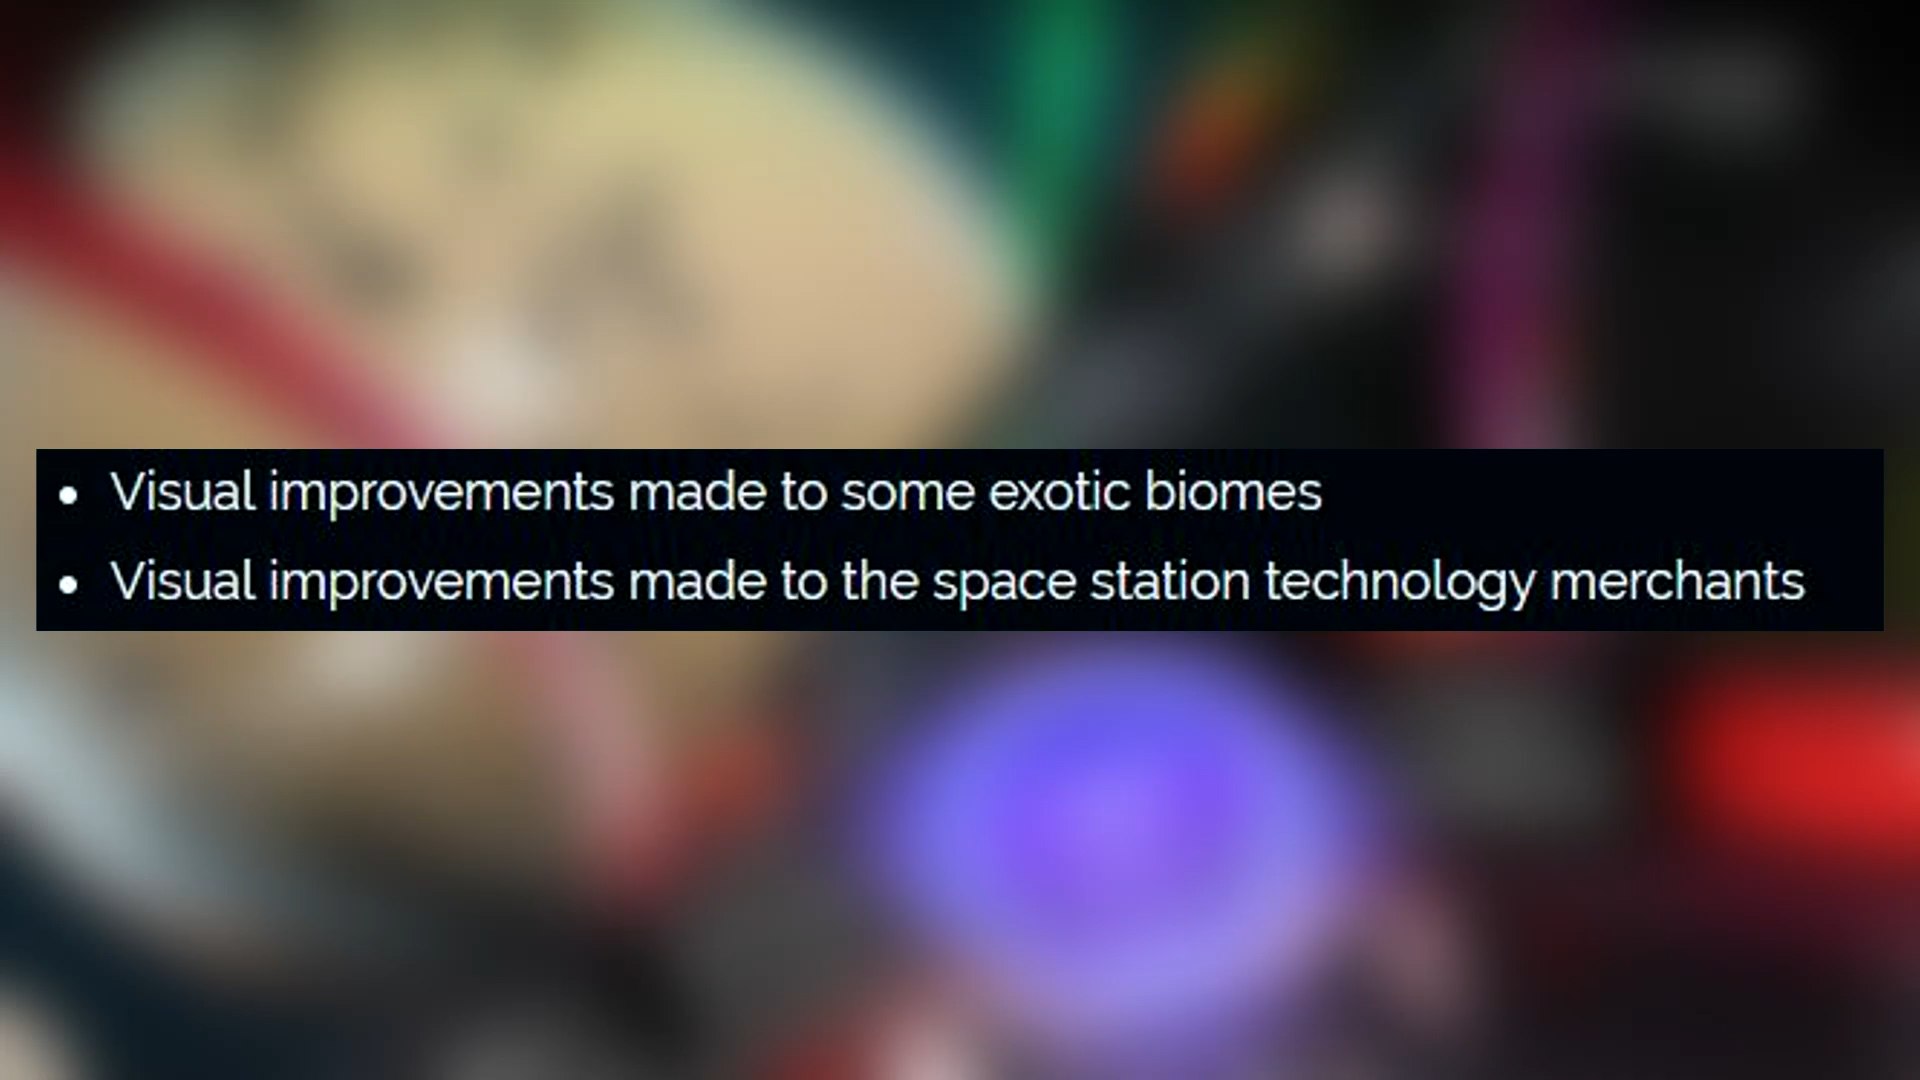 • Visual improvements made to some exotic biomes
• Visual improvements made to the space station technology merchants